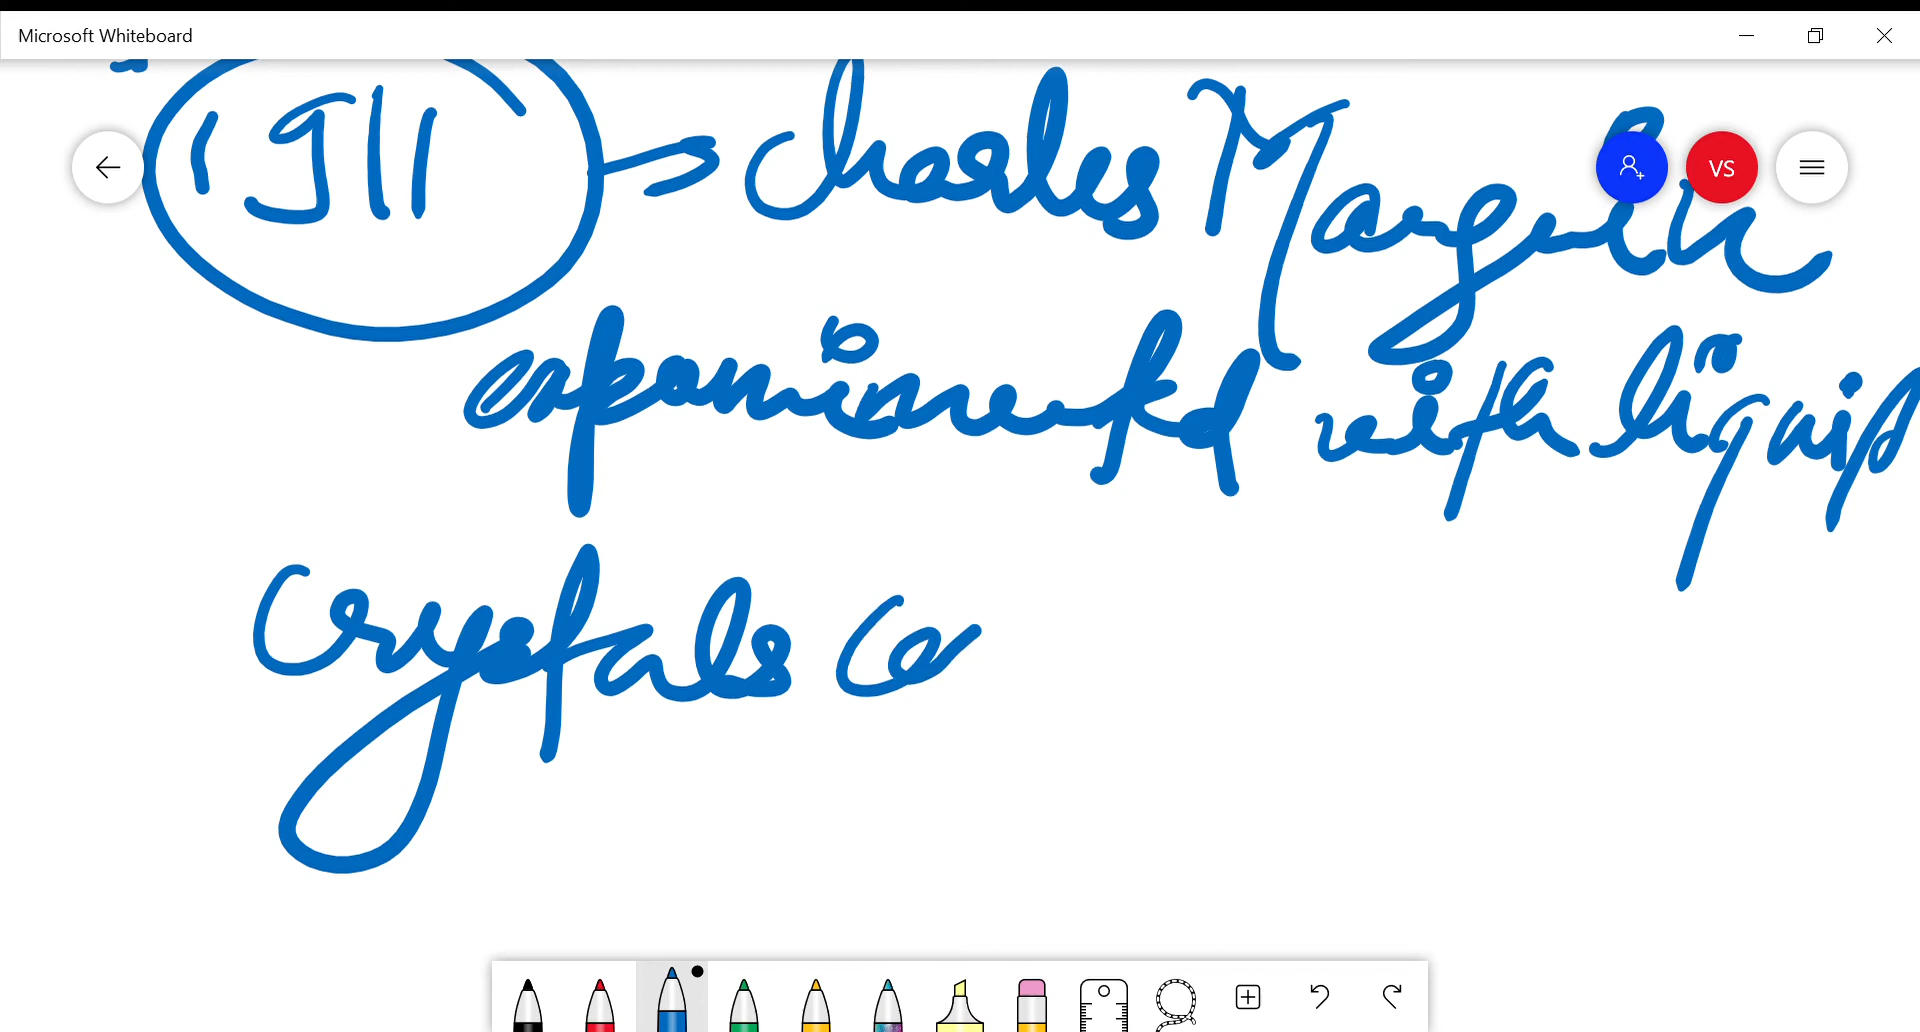 Microsoft Whiteboard
1911 → Charles Mauguin
VS
experimented with liquid
crystals